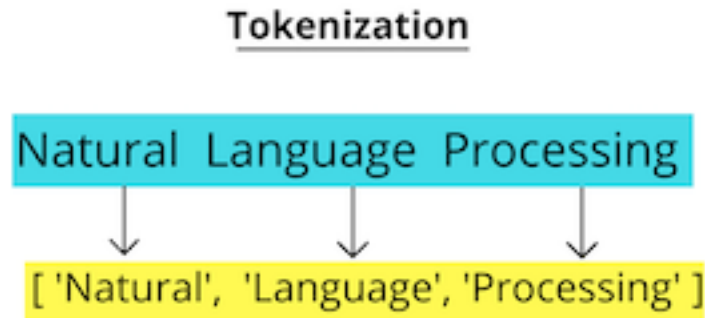 Tokenization
Natural Language Processing
[ 'Natural', 'Language', 'Processing' ]